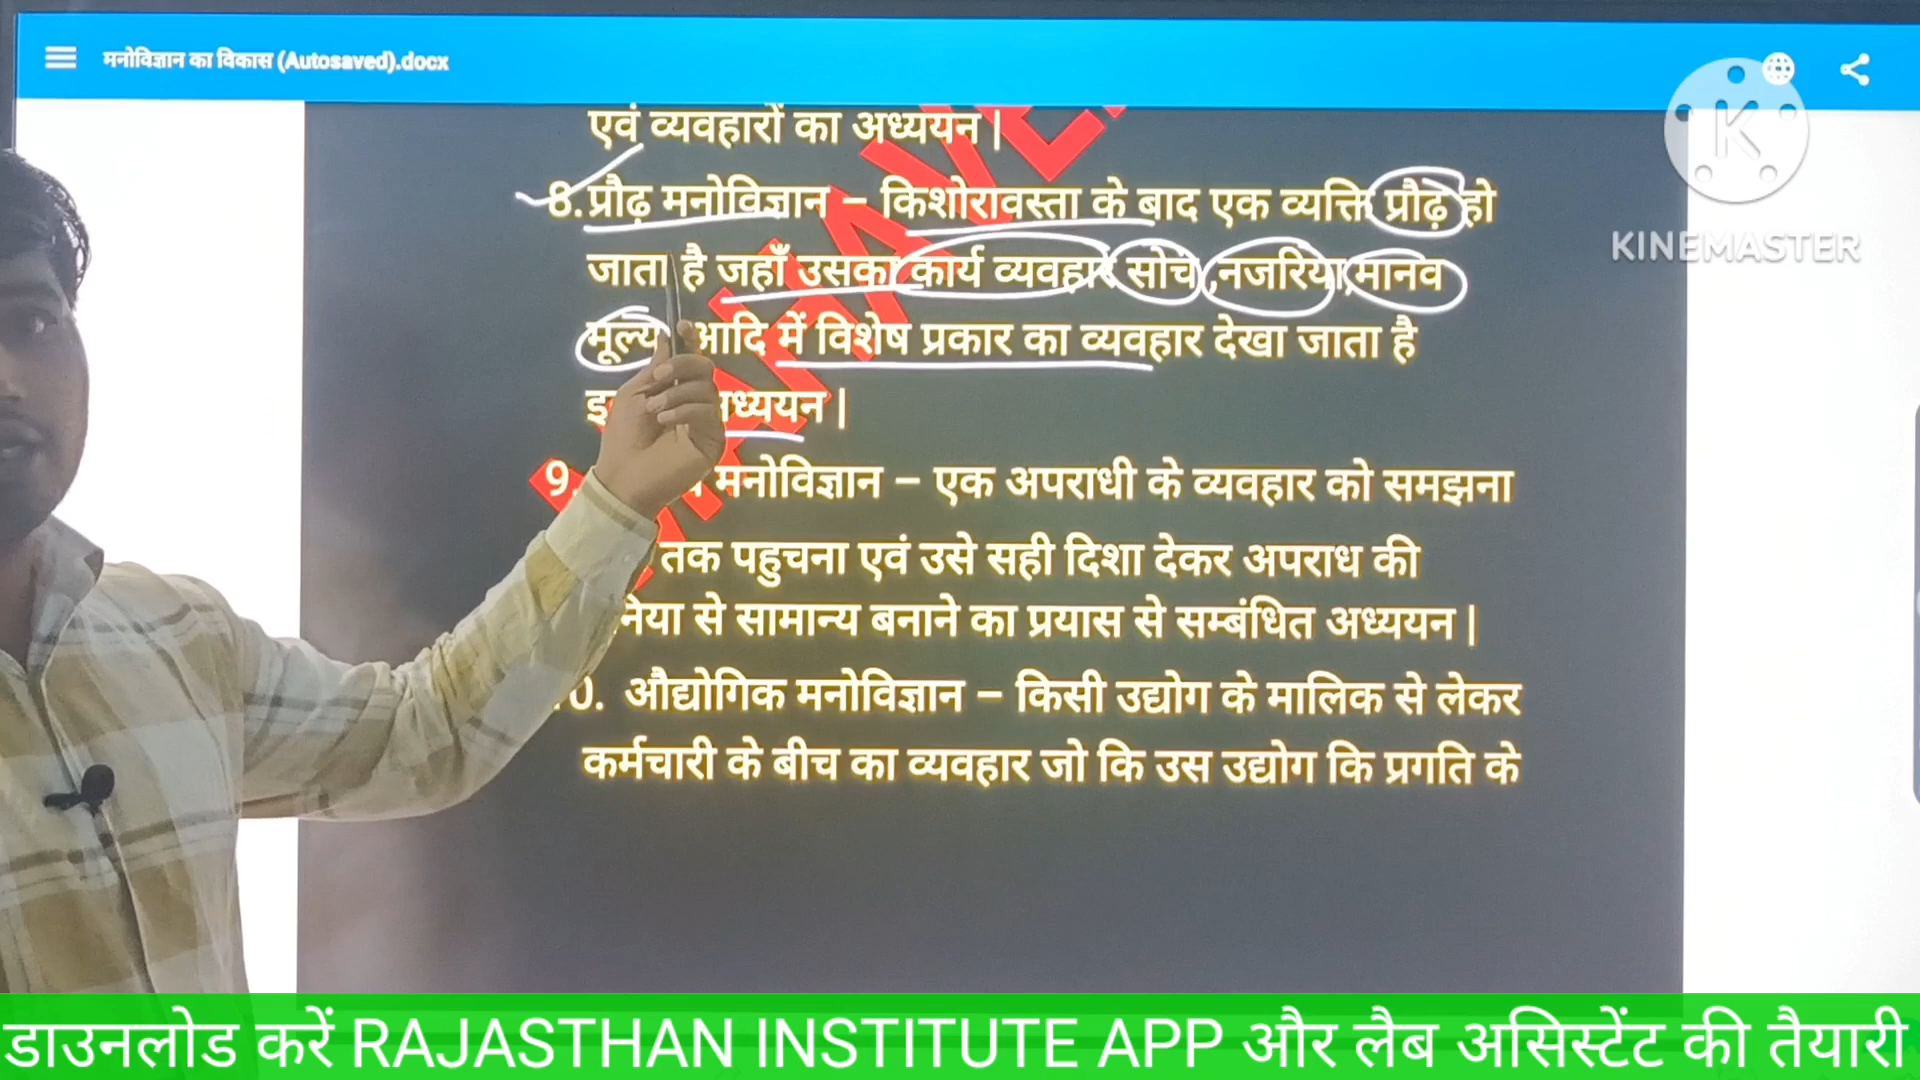 मनोविज्ञान का विकास (Autosaved).docx
K
KINEMASTER
एवं व्यवहारों का अध्ययन |
8.प्रौढ़ मनोविज्ञान – किशोरावस्ता के बाद एक व्यक्ति प्रौढ़ हो
जाता है जहाँ उसका कार्य व्यवहार सोच ,नजरिया,मानव
मूल्य आदि में विशेष प्रकार का व्यवहार देखा जाता है
अध्ययन |
9. मनोविज्ञान – एक अपराधी के व्यवहार को समझना
तक पहुचना एवं उसे सही दिशा देकर अपराध की
से सामान्य बनाने का प्रयास से सम्बंधित अध्ययन |
औद्योगिक मनोविज्ञान – किसी उद्योग के मालिक से लेकर
कर्मचारी के बीच का व्यवहार जो कि उस उद्योग कि प्रगति के
डाउनलोड करें RAJASTHAN INSTITUTE APP और लैब असिस्टेंट की तैयारी